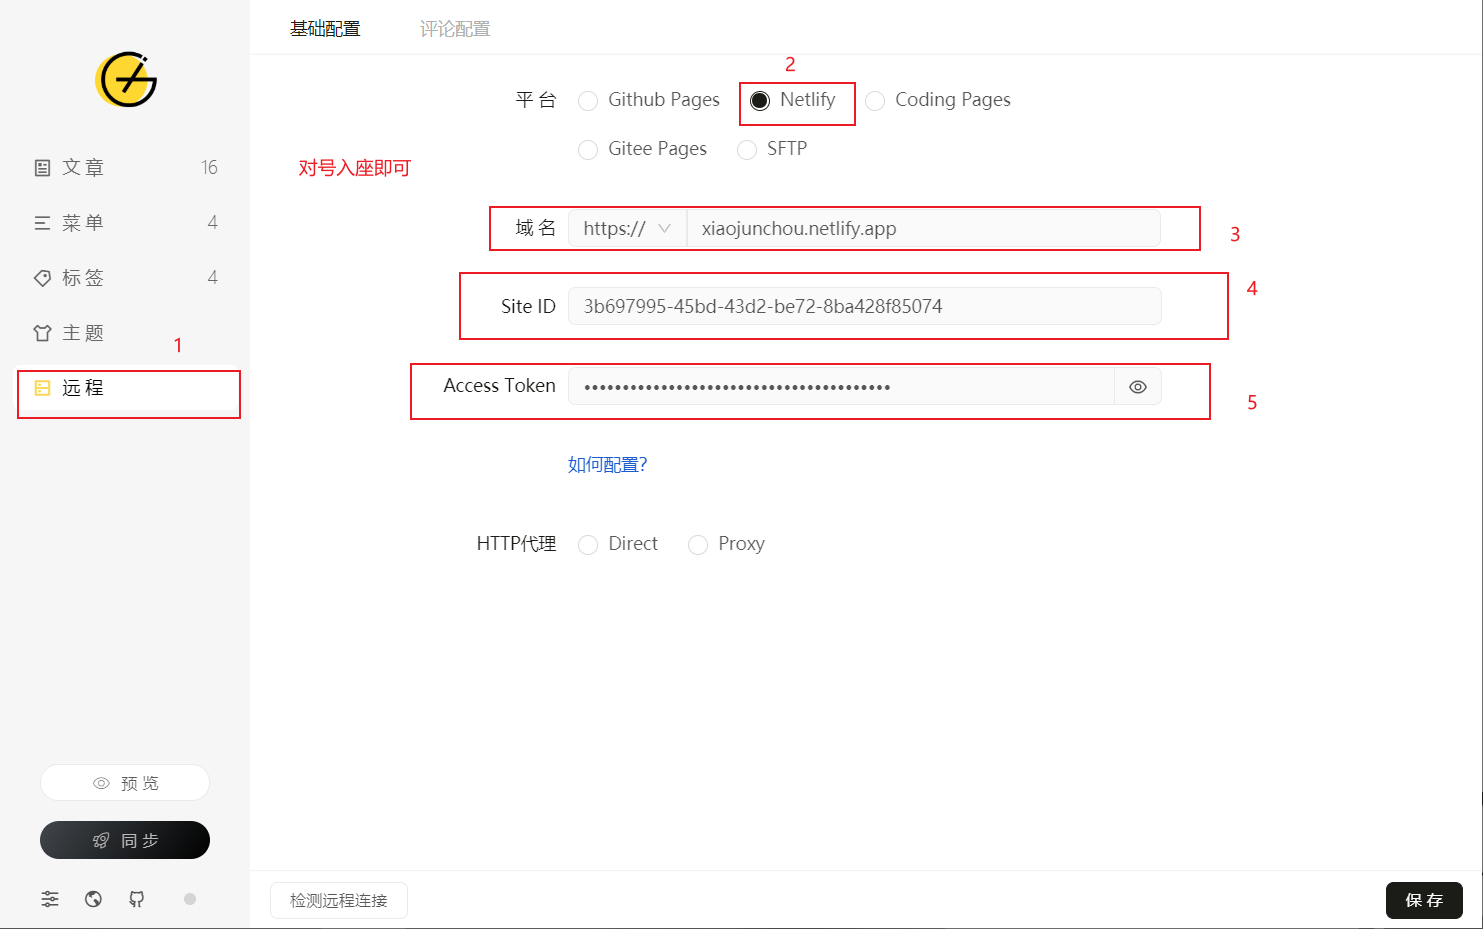 基础配置 评论配置
2
平台 Github Pages Netlify Coding Pages
Gitee Pages SFTP
文章 16
对号入座即可
菜单 4
域名 https:// xiaojunchou.netlify.app 3
标签 4
4
Site ID 3b697995-45bd-43d2-be72-8ba428f85074
主题
1
远程
Access Token ••••••••••••••••••••••••••••••••••••••••
5
如何配置?
HTTP代理 Direct Proxy
预览
同步
检测远程连接 保存